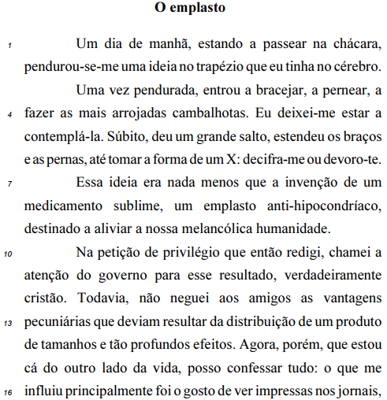 O emplasto
1 Um dia de manhã, estando a passear na chácara,
pendurou-se-me uma ideia no trapézio que eu tinha no cérebro.
Uma vez pendurada, entrou a bracejar, a pernear, a
4 fazer as mais arrojadas cambalhotas. Eu deixei-me estar a
contemplá-la. Súbito, deu um grande salto, estendeu os braços
e as pernas, até tomar a forma de um X: decifra-me ou devoro-te.
7 Essa ideia era nada menos que a invenção de um
medicamento sublime, um emplasto anti-hipocondríaco,
destinado a aliviar a nossa melancólica humanidade.
10 Na petição de privilégio que então redigi, chamei a
atenção do governo para esse resultado, verdadeiramente
cristão. Todavia, não neguei aos amigos as vantagens
13 pecuniárias que deviam resultar da distribuição de um produto
de tamanhos e tão profundos efeitos. Agora, porém, que estou
cá do outro lado da vida, posso confessar tudo: o que me
16 influiu principalmente foi o gosto de ver impressas nos jornais,